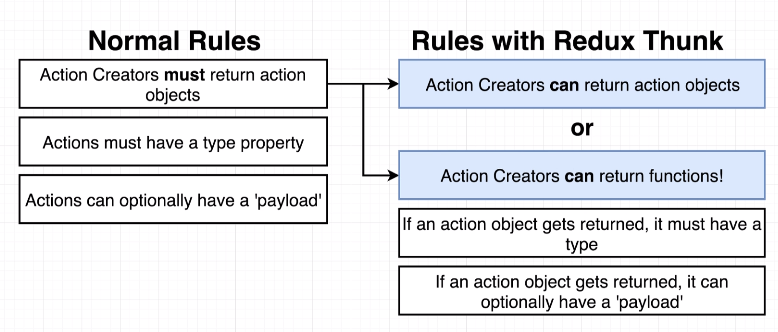 Normal Rules
Action Creators must return action
objects
Actions must have a type property
Actions can optionally have a 'payload'
Rules with Redux Thunk
Action Creators can return action objects
or
Action Creators can return functions!
If an action object gets returned, it must have a
type
If an action object gets returned, it can
optionally have a 'payload'